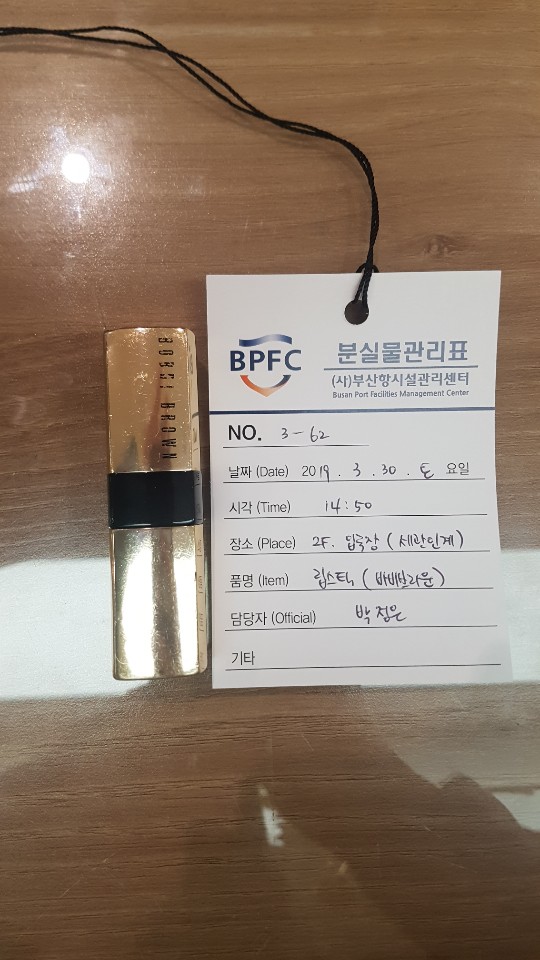 BOBBI BROWN
BPFC
분실물관리표
(사)부산항시설관리센터
Busan Port Facilities Management Center
NO. 3-62
날짜 (Date) 2019. 3. 30. 토 요일
시각 (Time) 14:50
장소 (Place) 2F. 입국장 (세관인계)
품명 (Item) 립스틱 (바비브라운)
담당자 (Official) 박정은
기타